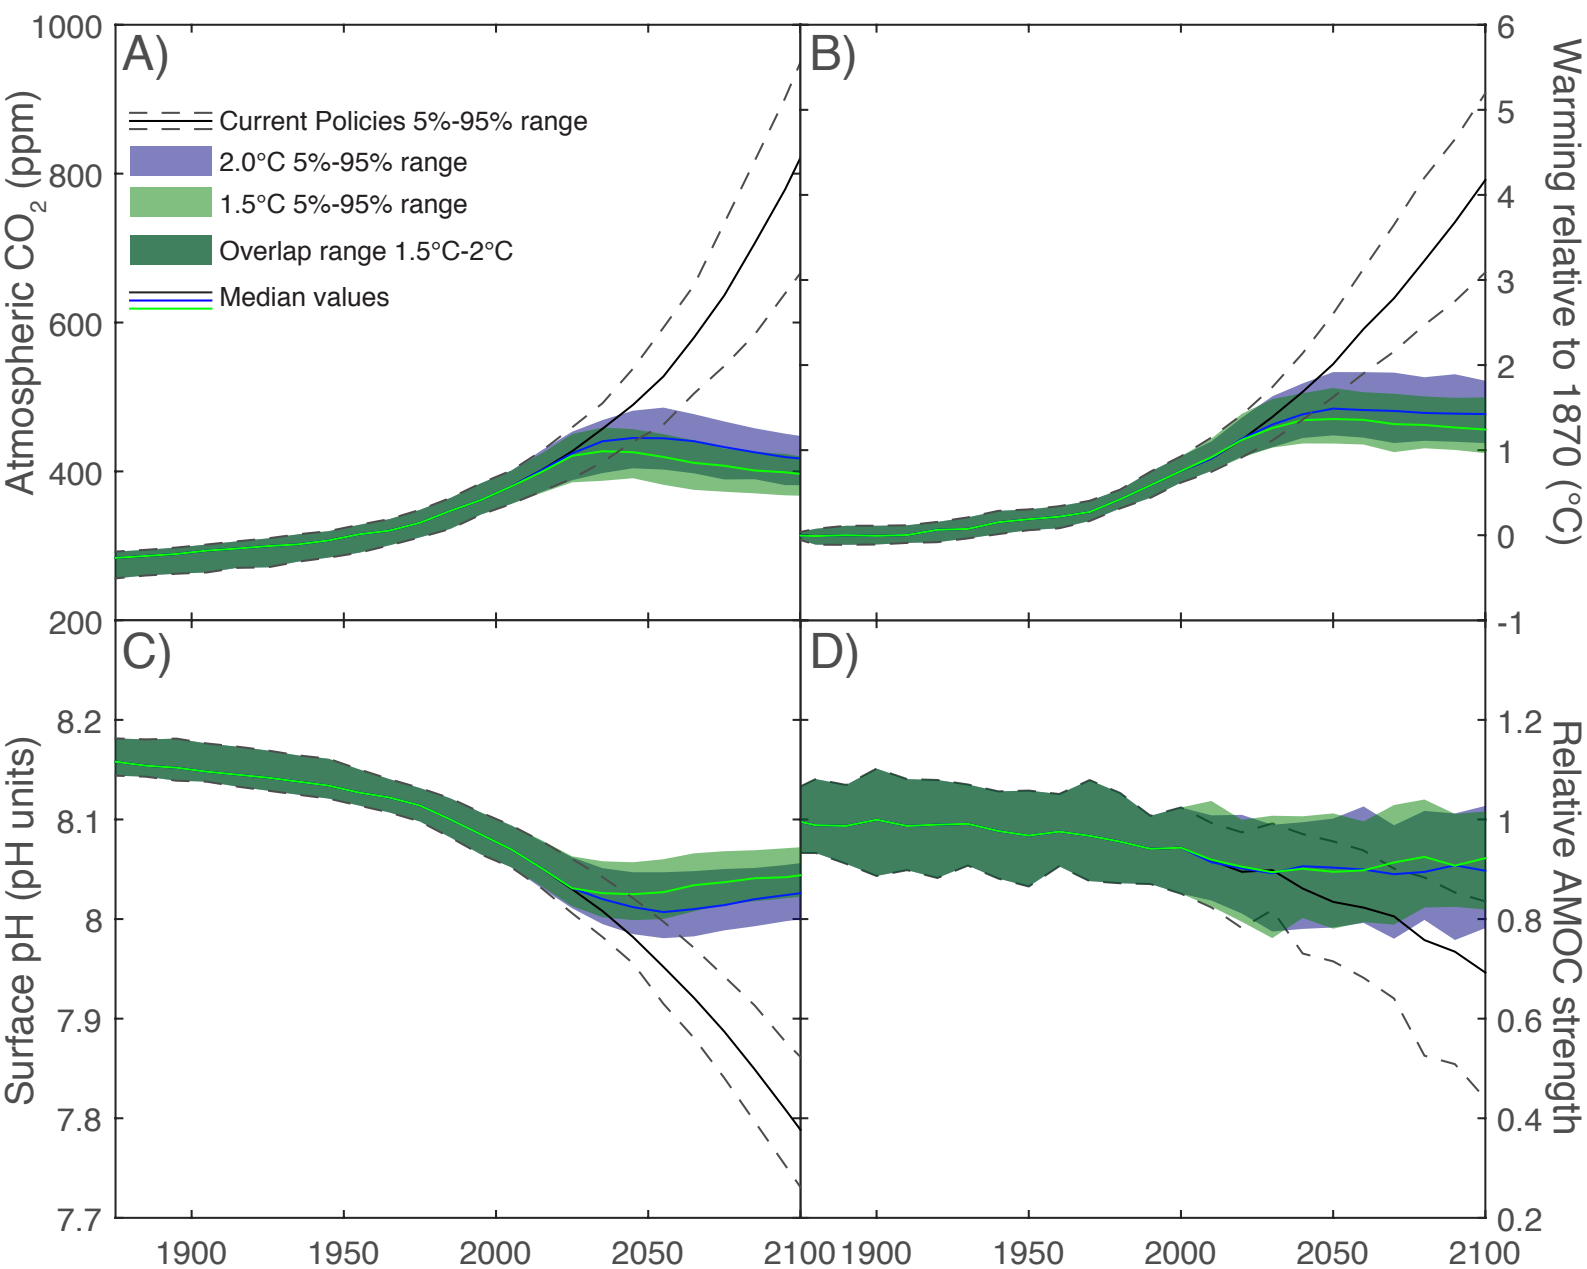 A)
B)
1000
800
600
400
200
Atmospheric CO2 (ppm)
Current Policies 5%-95% range
2.0°C 5%-95% range
1.5°C 5%-95% range
Overlap range 1.5°C-2°C
Median values
6
5
4
3
2
1
0
-1
Warming relative to 1870 (°C)
C)
D)
8.2
8.1
8
7.9
7.8
7.7
Surface pH (pH units)
1.2
1
0.8
0.6
0.4
0.2
Relative AMOC strength
1900 1950 2000 2050 2100 1900 1950 2000 2050 2100